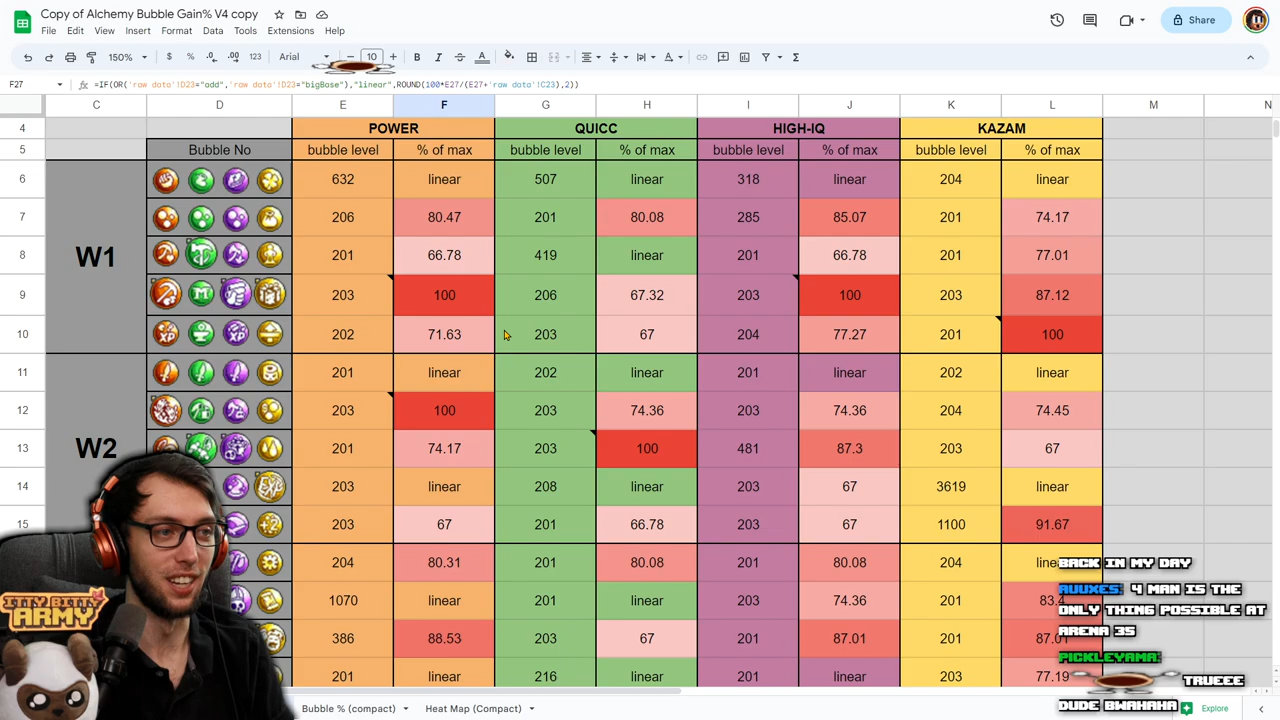 Copy of Alchemy Bubble Gain% V4 copy
File Edit View Insert Format Data Tools Extensions Help
Share
150% $ % .0 .00 123 Arial 10
F27 =IF(OR('raw data'!D23="add",'raw data'!D23="bigBase"),"linear",ROUND(100*E27/(E27+'raw data'!C23),2))
C D E F G H I J K L M N
4 POWER QUICC HIGH-IQ KAZAM
5 Bubble No bubble level % of max bubble level % of max bubble level % of max bubble level % of max
6 632 linear 507 linear 318 linear 204 linear
7 206 80.47 201 80.08 285 85.07 201 74.17
W1
8 201 66.78 419 linear 201 66.78 201 77.01
9 203 100 206 67.32 203 100 203 87.12
10 202 71.63 203 67 204 77.27 201 100
11 201 linear 202 linear 201 linear 202 linear
12 203 100 203 74.36 203 74.36 204 74.45
W2
13 201 74.17 203 100 481 87.3 203 67
14 203 linear 208 linear 203 67 3619 linear
15 203 67 201 66.78 203 67 1100 91.67
204 80.31 201 80.08 201 80.08 204
1070 linear 201 linear 203 74.36 201
386 88.53 203 67 201 87.01 201
201 linear 216 linear 201 linear 203 77.19
ITTY BITTY
ARMY
BACK IN MY DAY
AUUXES: 4 MAN IS THE
ONLY THING POSSIBLE AT
ARENA 35
PICKLEYAMA:
TRUEEE
DUDE BWAHAHA
Bubble % (compact) Heat Map (Compact) Explore